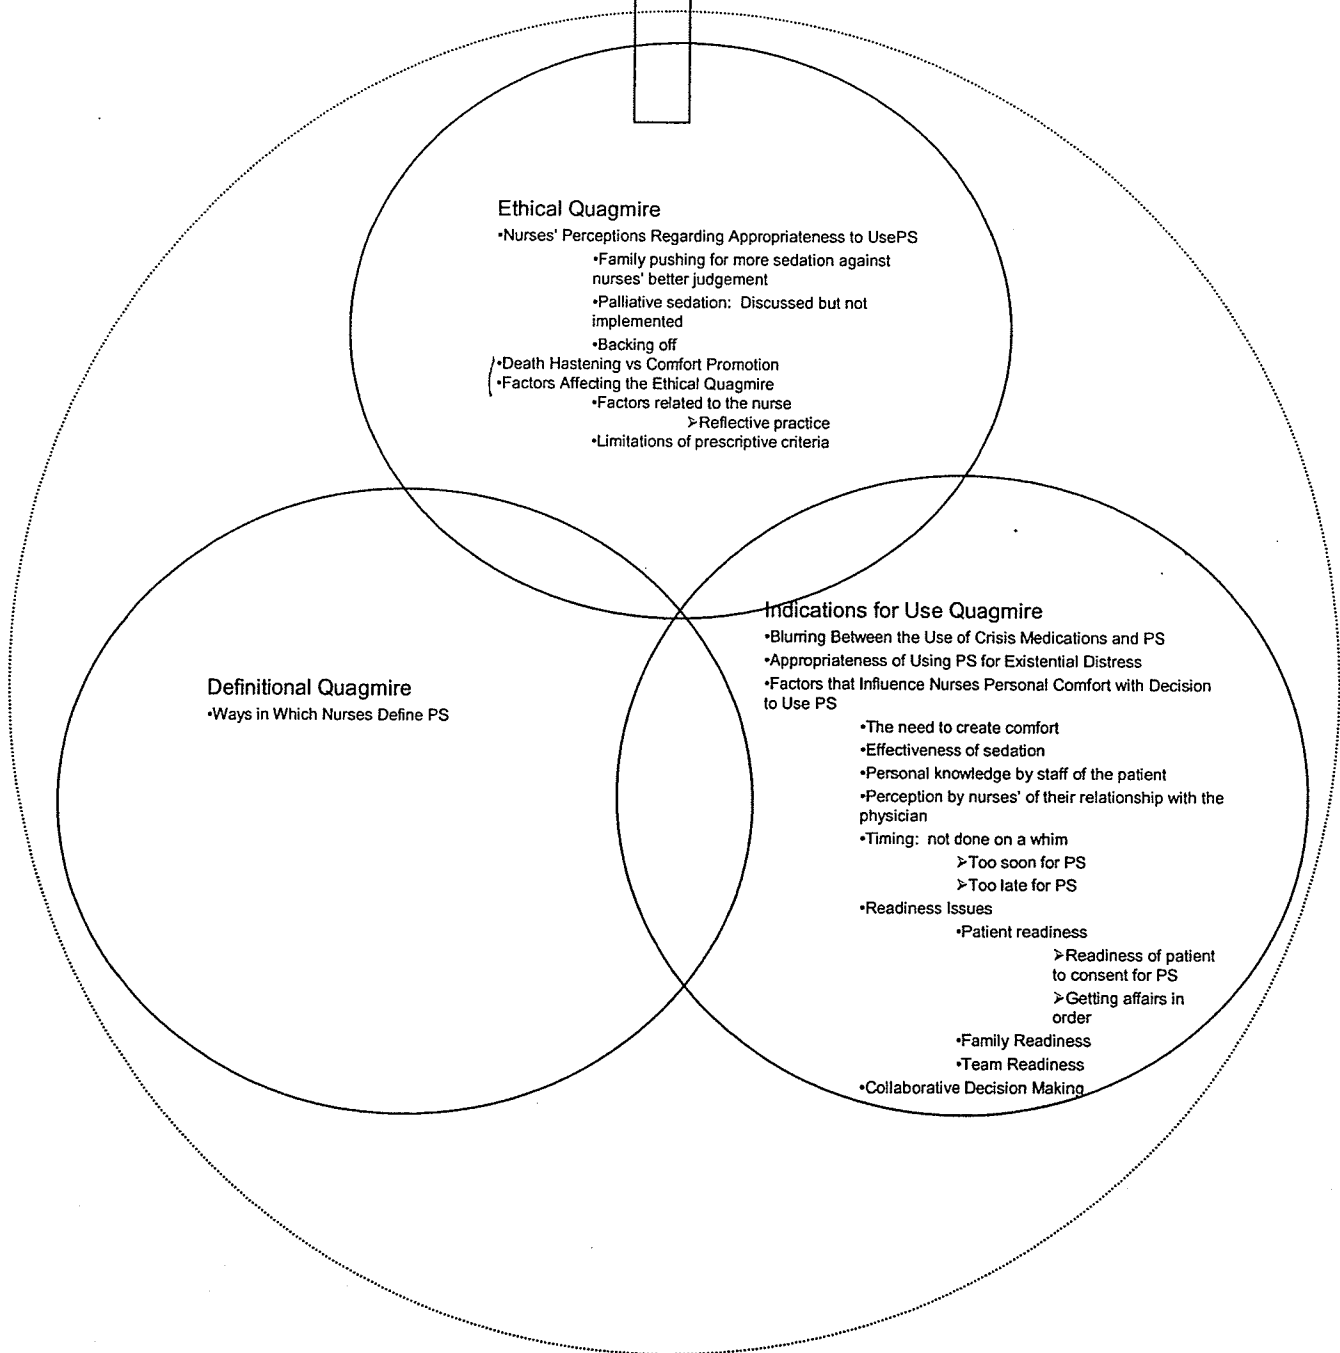 Ethical Quagmire
•Nurses' Perceptions Regarding Appropriateness to UsePS
•Family pushing for more sedation against
nurses' better judgement
•Palliative sedation: Discussed but not
implemented
•Backing off
•Death Hastening vs Comfort Promotion
•Factors Affecting the Ethical Quagmire
•Factors related to the nurse
➢Reflective practice
•Limitations of prescriptive criteria
Definitional Quagmire
•Ways in Which Nurses Define PS
Indications for Use Quagmire
•Blurring Between the Use of Crisis Medications and PS
•Appropriateness of Using PS for Existential Distress
•Factors that Influence Nurses Personal Comfort with Decision
to Use PS
•The need to create comfort
•Effectiveness of sedation
•Personal knowledge by staff of the patient
•Perception by nurses' of their relationship with the
physician
•Timing: not done on a whim
➢Too soon for PS
➢Too late for PS
•Readiness Issues
•Patient readiness
➢Readiness of patient
to consent for PS
➢Getting affairs in
order
•Family Readiness
•Team Readiness
•Collaborative Decision Making